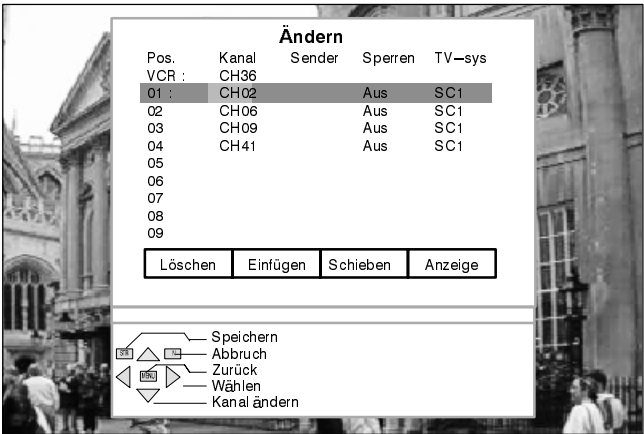 Ändern
Pos. Kanal Sender Sperren TV–sys
VCR : CH36
01 : CH02 Aus SC1
02 CH06 Aus SC1
03 CH09 Aus SC1
04 CH41 Aus SC1
05
06
07
08
09
Löschen Einfügen Schieben Anzeige
Speichern
STR N Abbruch
Zurück
MENU Wählen
Kanal ändern